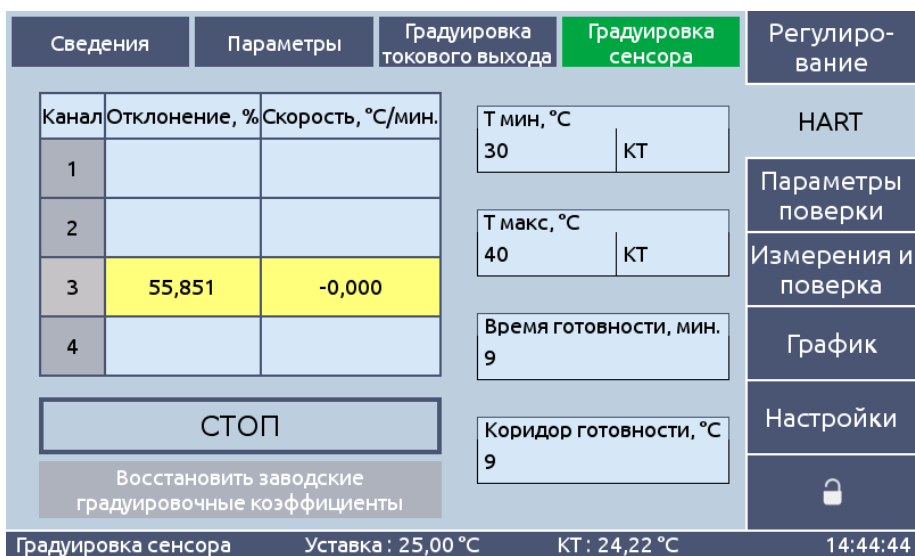 Сведения
Параметры
Градуировка
токового выхода
Градуировка
сенсора
Регулиро-
вание
HART
Параметры
поверки
Измерения и
поверка
График
Настройки
Канал Отклонение, % Скорость, °C/мин.
1
2
3 55,851 -0,000
4
СТОП
Восстановить заводские
градуировочные коэффициенты
Т мин, °C
30 КТ
Т макс, °C
40 КТ
Время готовности, мин.
9
Коридор готовности, °C
9
Градуировка сенсора Уставка : 25,00 °C КТ : 24,22 °C 14:44:44